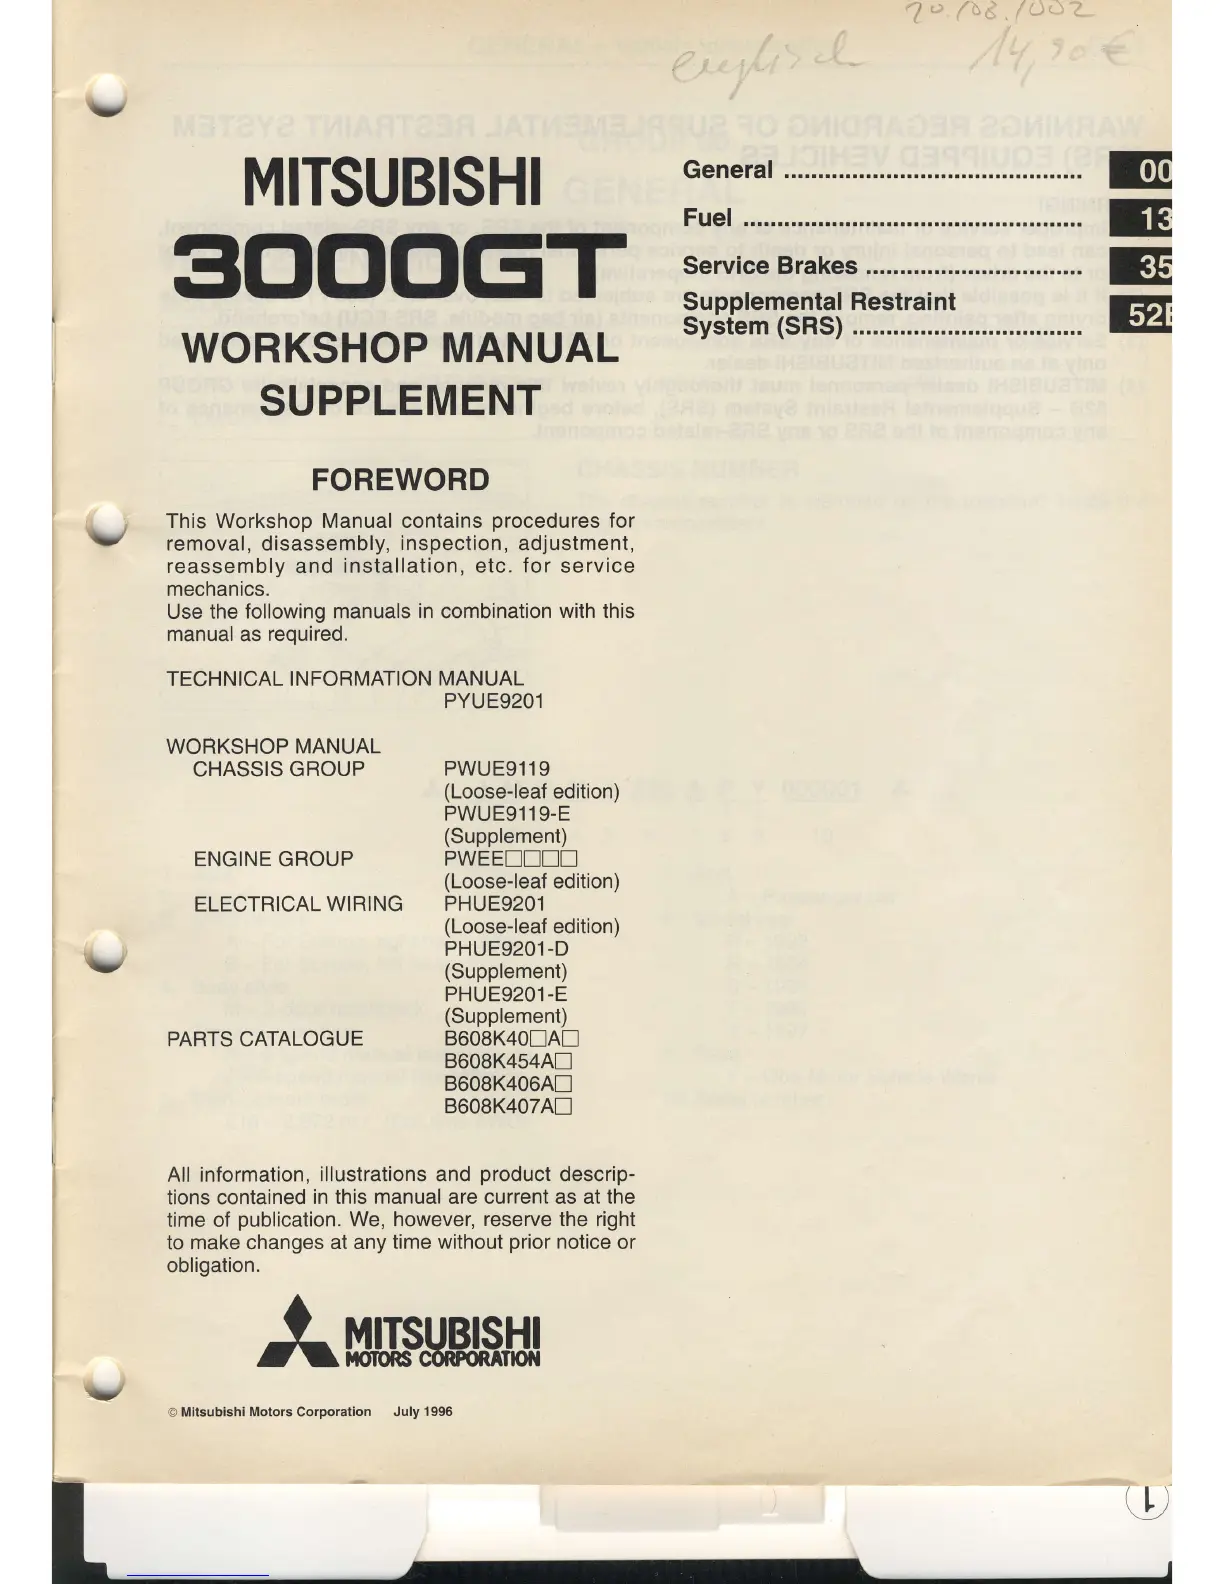 englisch
14,90 €
MITSUBISHI
3000GT
WORKSHOP MANUAL
SUPPLEMENT
General ............................................ 00
Fuel .................................................. 13
Service Brakes ................................ 35
Supplemental Restraint
System (SRS) .................................. 52
FOREWORD
This Workshop Manual contains procedures for
removal, disassembly, inspection, adjustment,
reassembly and installation, etc. for service
mechanics.
Use the following manuals in combination with this
manual as required.
TECHNICAL INFORMATION MANUAL
PYUE9201
WORKSHOP MANUAL
CHASSIS GROUP PWUE9119
(Loose-leaf edition)
PWUE9119-E
(Supplement)
ENGINE GROUP PWEE□□□□
(Loose-leaf edition)
ELECTRICAL WIRING PHUE9201
(Loose-leaf edition)
PHUE9201-D
(Supplement)
PHUE9201-E
(Supplement)
PARTS CATALOGUE B608K40□A□
B608K454A□
B608K406A□
B608K407A□
All information, illustrations and product descrip-
tions contained in this manual are current as at the
time of publication. We, however, reserve the right
to make changes at any time without prior notice or
obligation.
MITSUBISHI
MOTORS CORPORATION
© Mitsubishi Motors Corporation July 1996